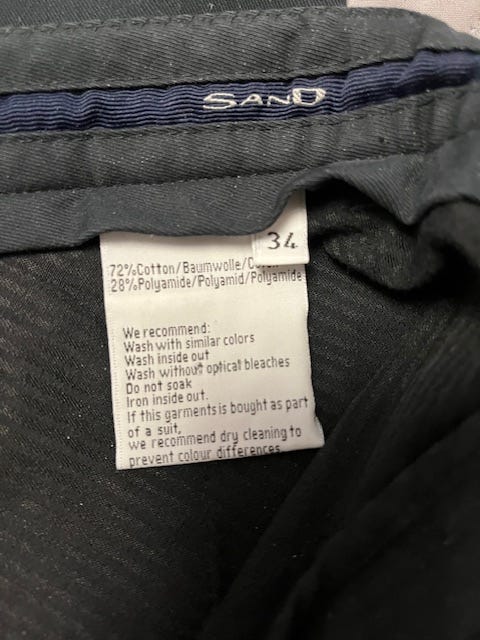 SAND
34
72%Cotton/Baumwolle/
28%Polyamide/Polyamid/Polyamide
We recommend:
Wash with similar colors
Wash inside out
Wash without optical bleaches
Do not soak
Iron inside out.
If this garments is bought as part
of a suit,
we recommend dry cleaning to
prevent colour differences